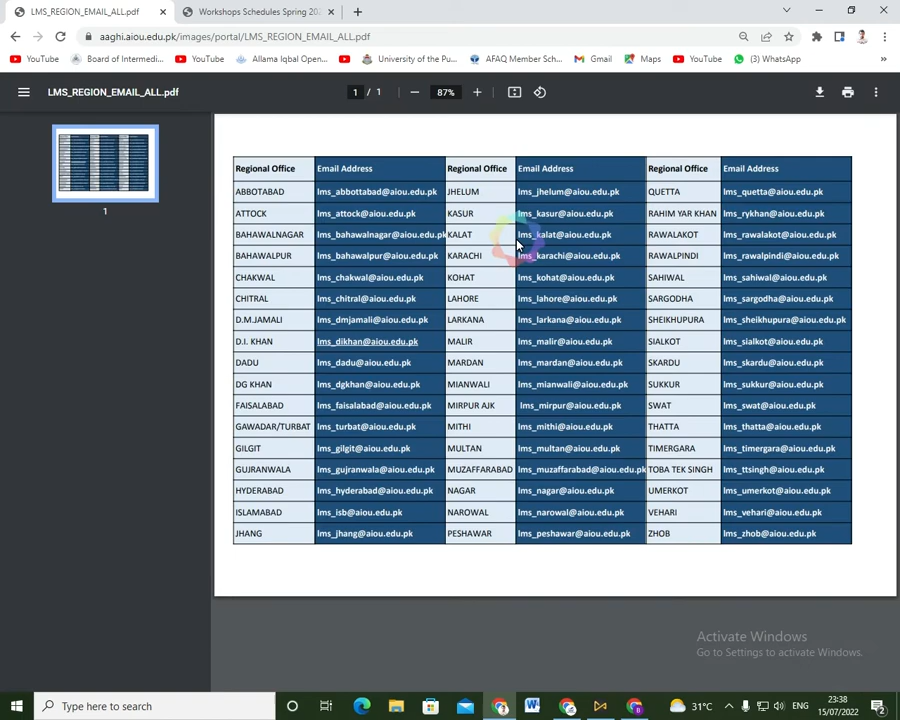 LMS_REGION_EMAIL_ALL.pdf
Workshops Schedules Spring 202
aaghi.aiou.edu.pk/images/portal/LMS_REGION_EMAIL_ALL.pdf
YouTube Board of Intermedi... YouTube Allama Iqbal Open... University of the Pu... AFAQ Member Sch... Gmail Maps YouTube (3) WhatsApp »
LMS_REGION_EMAIL_ALL.pdf 1 / 1 87%
1
Regional Office Email Address Regional Office Email Address Regional Office Email Address
ABBOTABAD lms_abbottabad@aiou.edu.pk JHELUM lms_jhelum@aiou.edu.pk QUETTA lms_quetta@aiou.edu.pk
ATTOCK lms_attock@aiou.edu.pk KASUR lms_kasur@aiou.edu.pk RAHIM YAR KHAN lms_rykhan@aiou.edu.pk
BAHAWALNAGAR lms_bahawalnagar@aiou.edu.pk KALAT lms_kalat@aiou.edu.pk RAWALAKOT lms_rawalakot@aiou.edu.pk
BAHAWALPUR lms_bahawalpur@aiou.edu.pk KARACHI lms_karachi@aiou.edu.pk RAWALPINDI lms_rawalpindi@aiou.edu.pk
CHAKWAL lms_chakwal@aiou.edu.pk KOHAT lms_kohat@aiou.edu.pk SAHIWAL lms_sahiwal@aiou.edu.pk
CHITRAL lms_chitral@aiou.edu.pk LAHORE lms_lahore@aiou.edu.pk SARGODHA lms_sargodha@aiou.edu.pk
D.M.JAMALI lms_dmjamali@aiou.edu.pk LARKANA lms_larkana@aiou.edu.pk SHEIKHUPURA lms_sheikhupura@aiou.edu.pk
D.I. KHAN lms_dikhan@aiou.edu.pk MALIR lms_malir@aiou.edu.pk SIALKOT lms_sialkot@aiou.edu.pk
DADU lms_dadu@aiou.edu.pk MARDAN lms_mardan@aiou.edu.pk SKARDU lms_skardu@aiou.edu.pk
DG KHAN lms_dgkhan@aiou.edu.pk MIANWALI lms_mianwali@aiou.edu.pk SUKKUR lms_sukkur@aiou.edu.pk
FAISALABAD lms_faisalabad@aiou.edu.pk MIRPUR AJK lms_mirpur@aiou.edu.pk SWAT lms_swat@aiou.edu.pk
GAWADAR/TURBAT lms_turbat@aiou.edu.pk MITHI lms_mithi@aiou.edu.pk THATTA lms_thatta@aiou.edu.pk
GILGIT lms_gilgit@aiou.edu.pk MULTAN lms_multan@aiou.edu.pk TIMERGARA lms_timergara@aiou.edu.pk
GUJRANWALA lms_gujranwala@aiou.edu.pk MUZAFFARABAD lms_muzaffarabad@aiou.edu.pk TOBA TEK SINGH lms_ttsingh@aiou.edu.pk
HYDERABAD lms_hyderabad@aiou.edu.pk NAGAR lms_nagar@aiou.edu.pk UMERKOT lms_umerkot@aiou.edu.pk
ISLAMABAD lms_isb@aiou.edu.pk NAROWAL lms_narowal@aiou.edu.pk VEHARI lms_vehari@aiou.edu.pk
JHANG lms_jhang@aiou.edu.pk PESHAWAR lms_peshawar@aiou.edu.pk ZHOB lms_zhob@aiou.edu.pk
Activate Windows
Go to Settings to activate Windows.
Type here to search
31°C ENG
23:38
15/07/2022
2